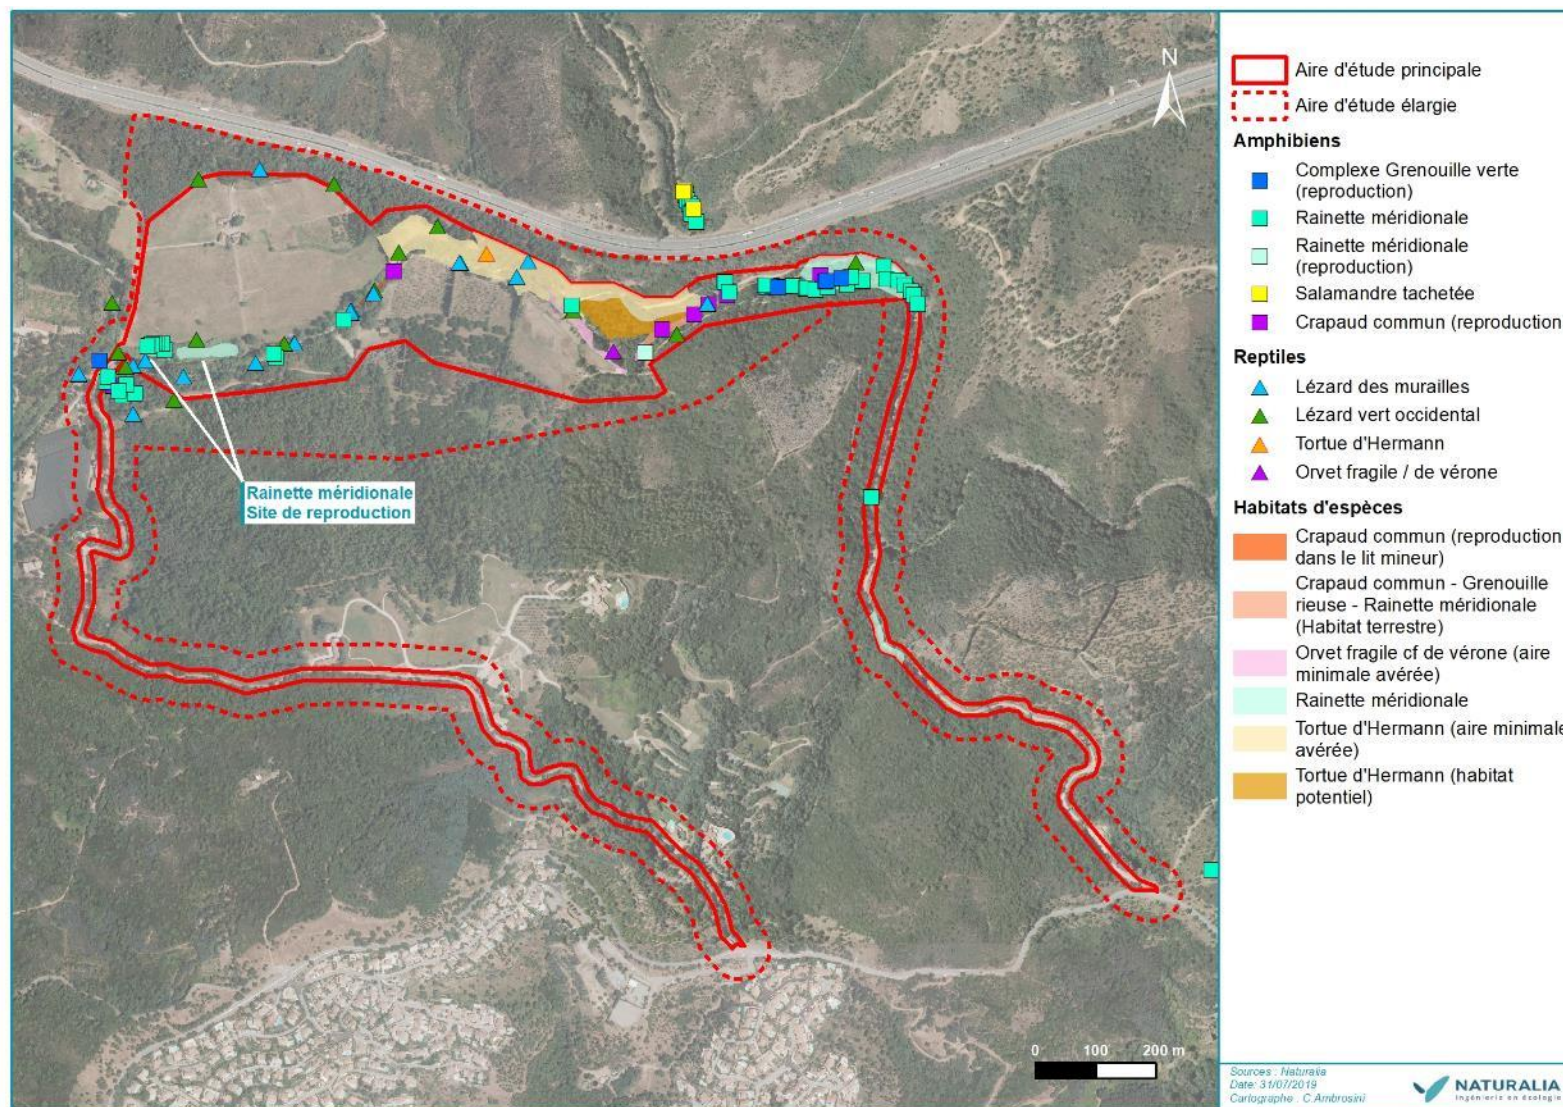 N
Rainette méridionale
Site de reproduction
0 100 200 m
Aire d'étude principale
Aire d'étude élargie
Amphibiens
Complexe Grenouille verte
(reproduction)
Rainette méridionale
Rainette méridionale
(reproduction)
Salamandre tachetée
Crapaud commun (reproduction
Reptiles
Lézard des murailles
Lézard vert occidental
Tortue d'Hermann
Orvet fragile / de vérone
Habitats d'espèces
Crapaud commun (reproduction
dans le lit mineur)
Crapaud commun - Grenouille
rieuse - Rainette méridionale
(Habitat terrestre)
Orvet fragile cf de vérone (aire
minimale avérée)
Rainette méridionale
Tortue d'Hermann (aire minimale
avérée)
Tortue d'Hermann (habitat
potentiel)
Sources : Naturalia
Date: 31/07/2019
Cartographe : C.Ambrosini
NATURALIA
Ingénierie en écologie